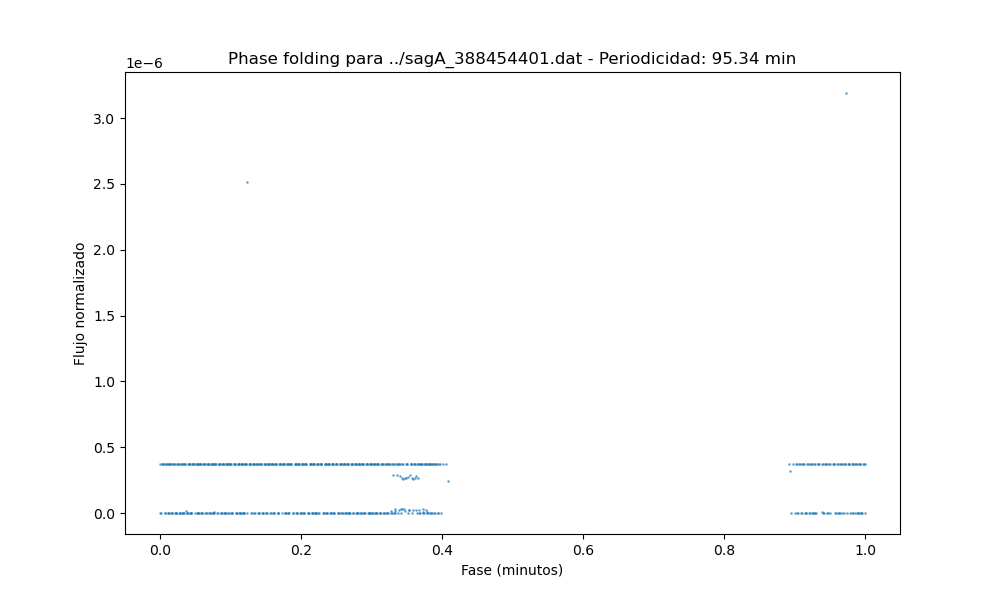 Phase folding para ../sagA_388454401.dat - Periodicidad: 95.34 min
1e−6
3.0
2.5
2.0
1.5
1.0
0.5
0.0
Flujo normalizado
0.0 0.2 0.4 0.6 0.8 1.0
Fase (minutos)